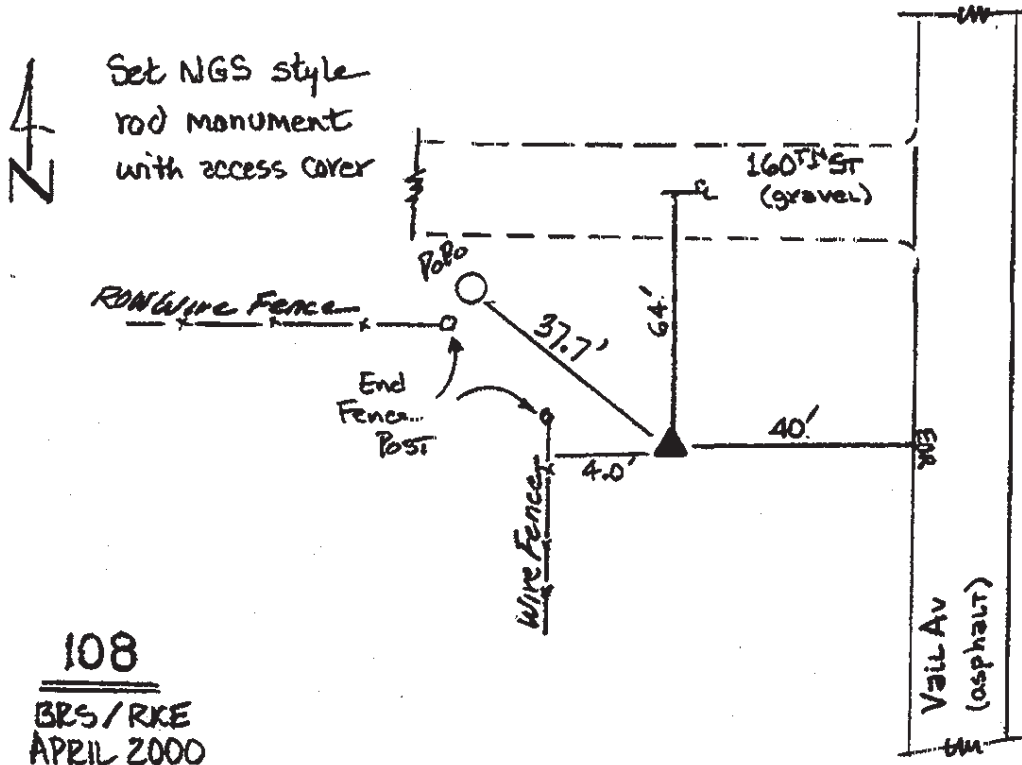 Set NGS style
rod monument
with access cover
N
160TH ST
(gravel)
℄
PoPo
ROW Wire Fence
64'
37.7'
End
Fence
Post
40'
4.0'
Wire Fence
Vail Av
(asphalt)
108
BRS/RKE
APRIL 2000